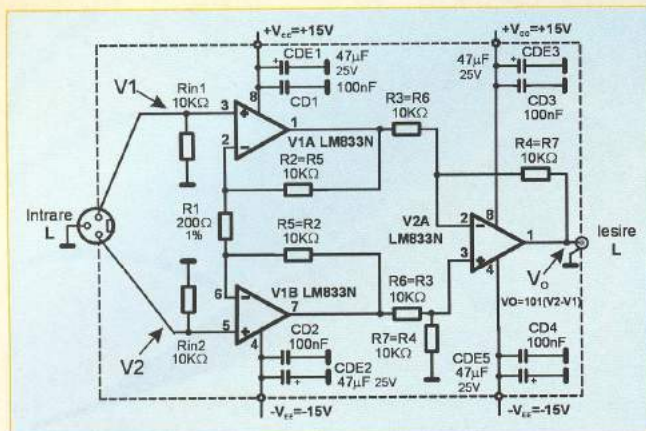 +Vcc=+15V
+Vcc=+15V
CDE1
47µF
25V
CD1
100nF
47µF
25V
CDE3
CD3
100nF
V1
Rin1
10KΩ
3
2
8
1
V1A LM833N
R3=R6
10KΩ
R4=R7
10KΩ
R2=R5
10KΩ
Intrare
L
R1
200Ω
1%
R5=R2
10KΩ
V2A
LM833N
2
3
8
1
4
Iesire
L
Vo
VO=101(V2-V1)
6
5
7
4
V1B LM833N
R6=R3
10KΩ
R7=R4
10KΩ
V2
Rin2
10KΩ
CD2
100nF
CDE2
47µF 25V
CD4
100nF
CDE5
47µF
25V
-VEE=-15V
-VEE=-15V